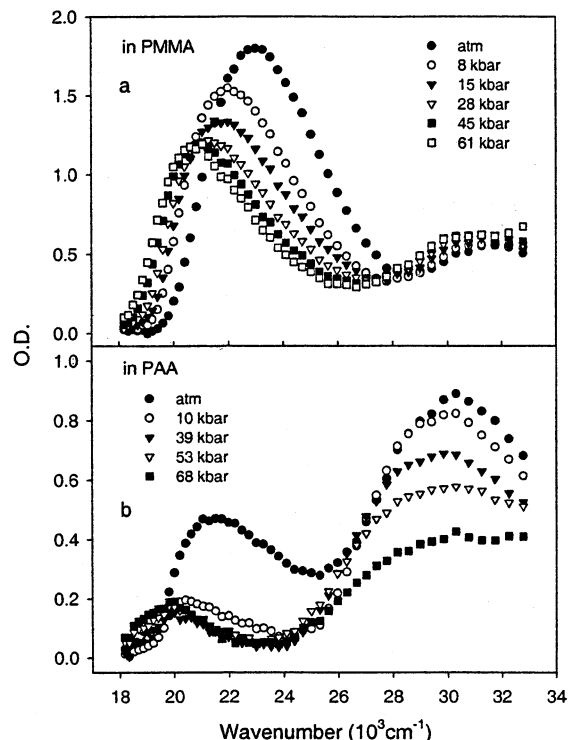 in PMMA
a
atm
8 kbar
15 kbar
28 kbar
45 kbar
61 kbar
2.0
1.5
1.0
0.5
0.0
O.D.
in PAA
atm
10 kbar
39 kbar
53 kbar
68 kbar
b
1.0
0.8
0.6
0.4
0.2
0.0
18 20 22 24 26 28 30 32 34
Wavenumber (10³cm⁻¹)